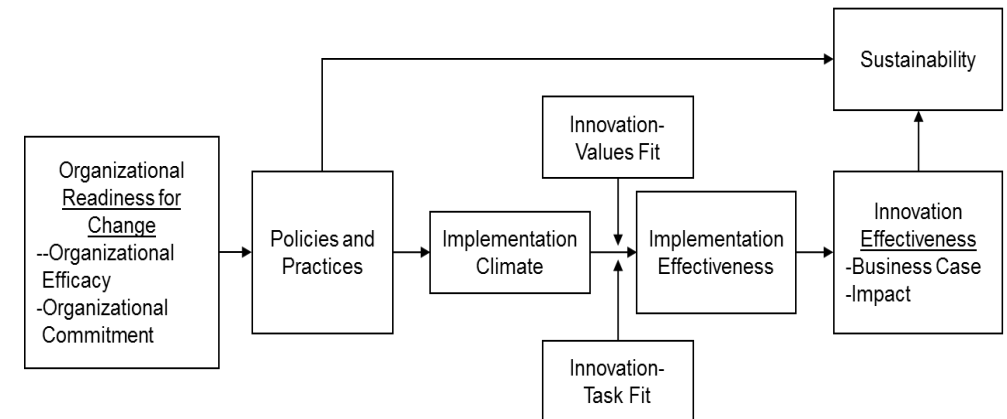 Sustainability
Innovation-
Values Fit
Organizational
Readiness for
Change
--Organizational
Efficacy
-Organizational
Commitment
Policies and
Practices
Implementation
Climate
Implementation
Effectiveness
Innovation
Effectiveness
-Business Case
-Impact
Innovation-
Task Fit